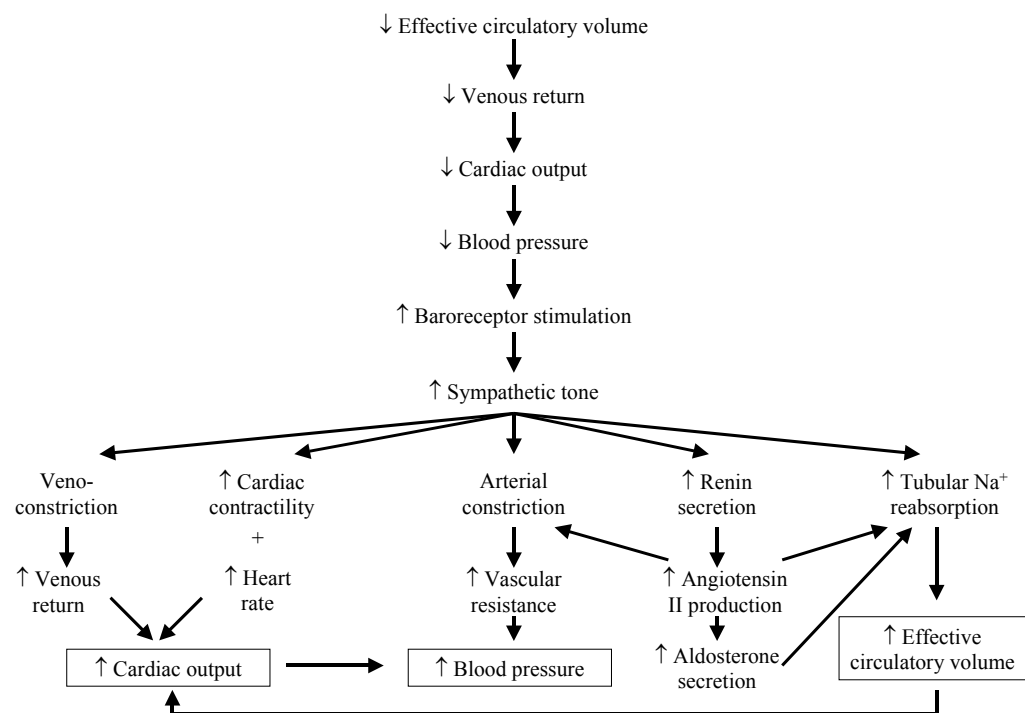 ↓ Effective circulatory volume
↓ Venous return
↓ Cardiac output
↓ Blood pressure
↑ Baroreceptor stimulation
↑ Sympathetic tone
Veno-
constriction
↑ Venous
return
↑ Cardiac
contractility
+
↑ Heart
rate
↑ Cardiac output
Arterial
constriction
↑ Vascular
resistance
↑ Blood pressure
↑ Renin
secretion
↑ Angiotensin
II production
↑ Aldosterone
secretion
↑ Tubular Na⁺
reabsorption
↑ Effective
circulatory volume